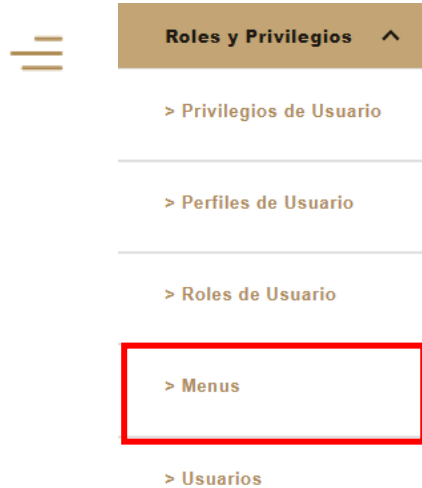 Roles y Privilegios
> Privilegios de Usuario
> Perfiles de Usuario
> Roles de Usuario
> Menus
> Usuarios